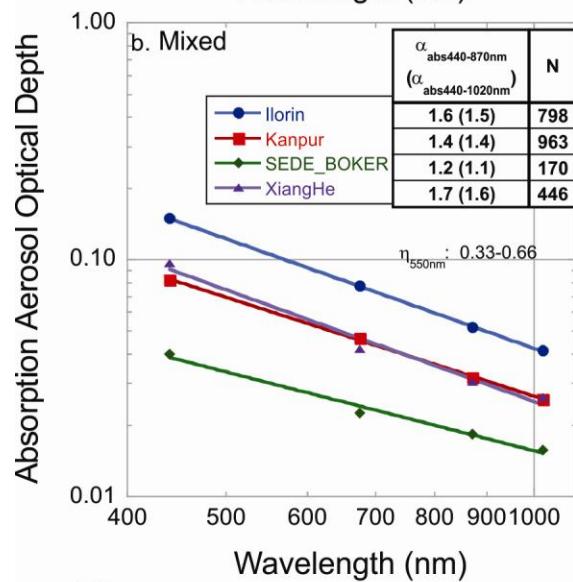 1.00
b. Mixed
α abs440-870nm
(α abs440-1020nm)
N
Ilorin
1.6 (1.5)
798
Kanpur
1.4 (1.4)
963
SEDE_BOKER
1.2 (1.1)
170
XiangHe
1.7 (1.6)
446
η550nm: 0.33-0.66
0.10
0.01
400
500
600
700
800
900
1000
Absorption Aerosol Optical Depth
Wavelength (nm)